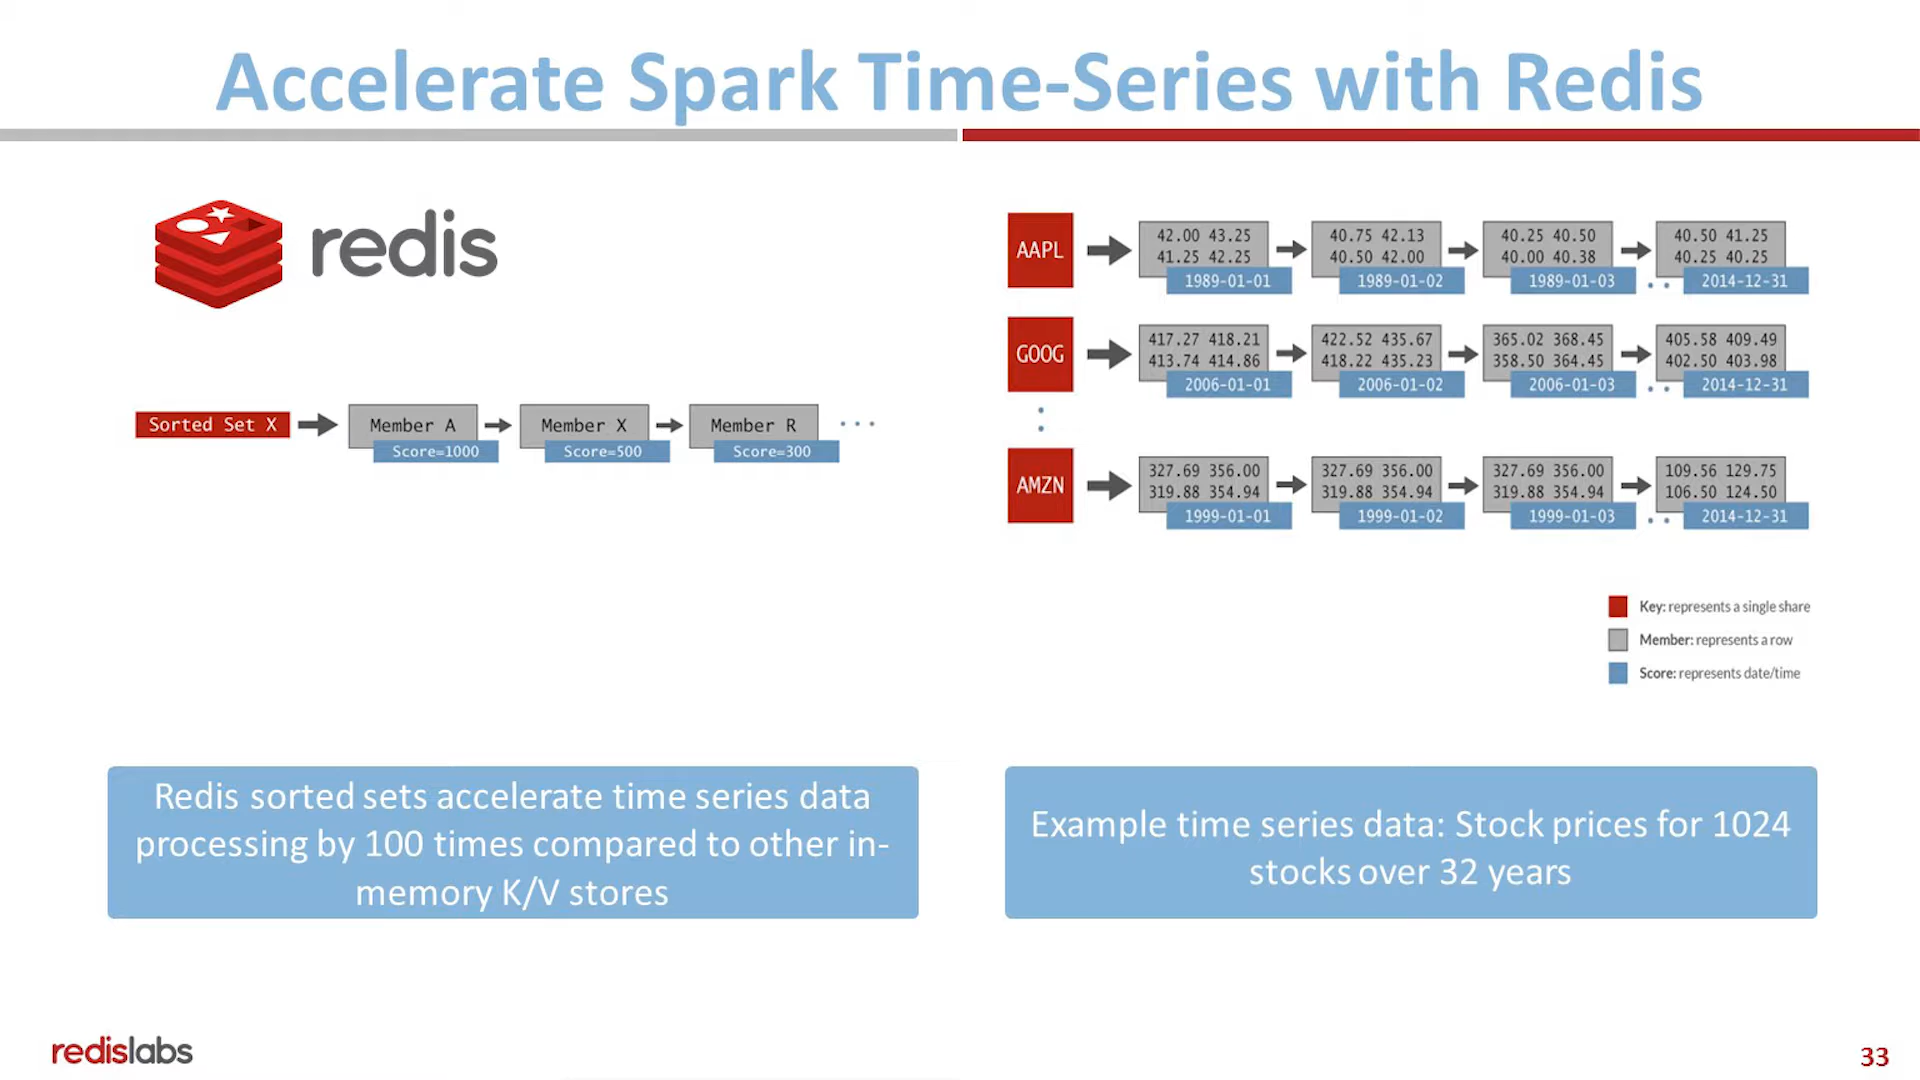 Accelerate Spark Time-Series with Redis
redis
Sorted Set X
Member A
Score=1000
Member X
Score=500
Member R
Score=300
...
AAPL
42.00 43.25
41.25 42.25
1989-01-01
40.75 42.13
40.50 42.00
1989-01-02
40.25 40.50
40.00 40.38
1989-01-03
..
40.50 41.25
40.25 40.25
2014-12-31
GOOG
417.27 418.21
413.74 414.86
2006-01-01
422.52 435.67
418.22 435.23
2006-01-02
365.02 368.45
358.50 364.45
2006-01-03
..
405.58 409.49
402.50 403.98
2014-12-31
:
AMZN
327.69 356.00
319.88 354.94
1999-01-01
327.69 356.00
319.88 354.94
1999-01-02
327.69 356.00
319.88 354.94
1999-01-03
..
109.56 129.75
106.50 124.50
2014-12-31
Key: represents a single share
Member: represents a row
Score: represents date/time
Redis sorted sets accelerate time series data
processing by 100 times compared to other in-
memory K/V stores
Example time series data: Stock prices for 1024
stocks over 32 years
redislabs
33